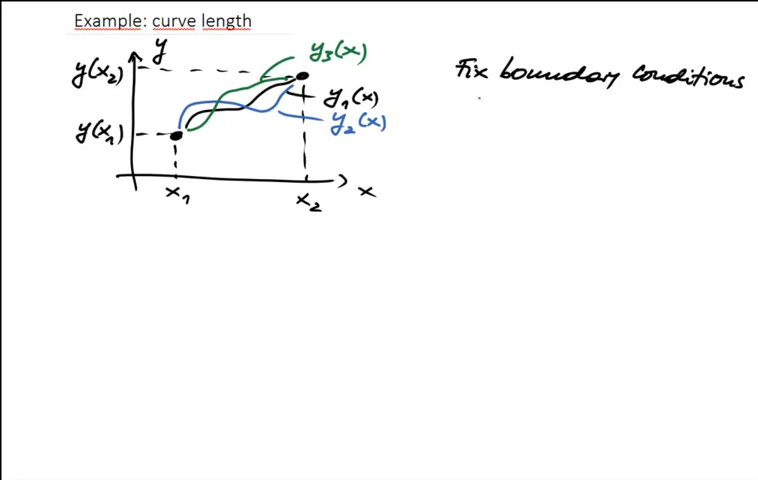 Example: curve length
y
y₃(x)
y(x₂)
Fix boundary conditions
y₁(x)
y₂(x)
y(x₁)
x₁
x₂
x